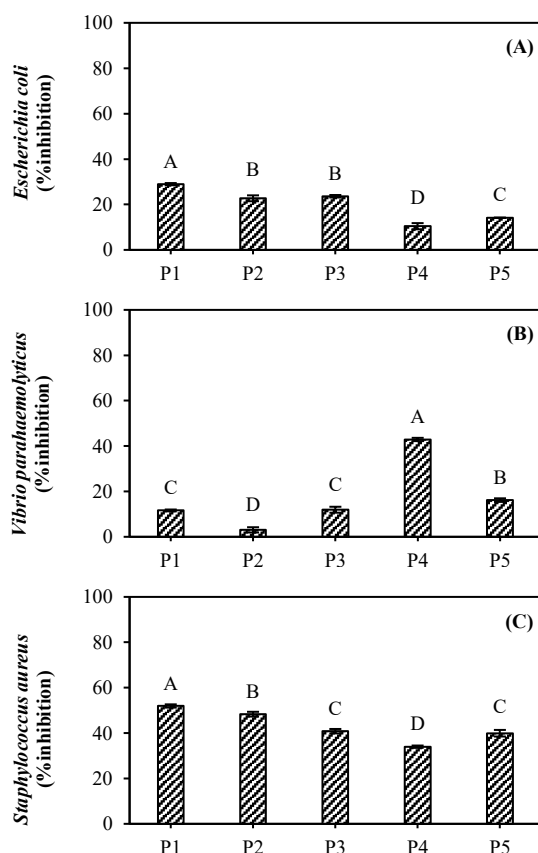 Escherichia coli
(%inhibition)
100
80
60
40
20
0
(A)
A
B
B
D
C
P1 P2 P3 P4 P5
Vibrio parahaemolyticus
(%inhibition)
100
80
60
40
20
0
(B)
C
D
C
A
B
P1 P2 P3 P4 P5
Staphylococcus aureus
(%inhibition)
100
80
60
40
20
0
(C)
A
B
C
D
C
P1 P2 P3 P4 P5